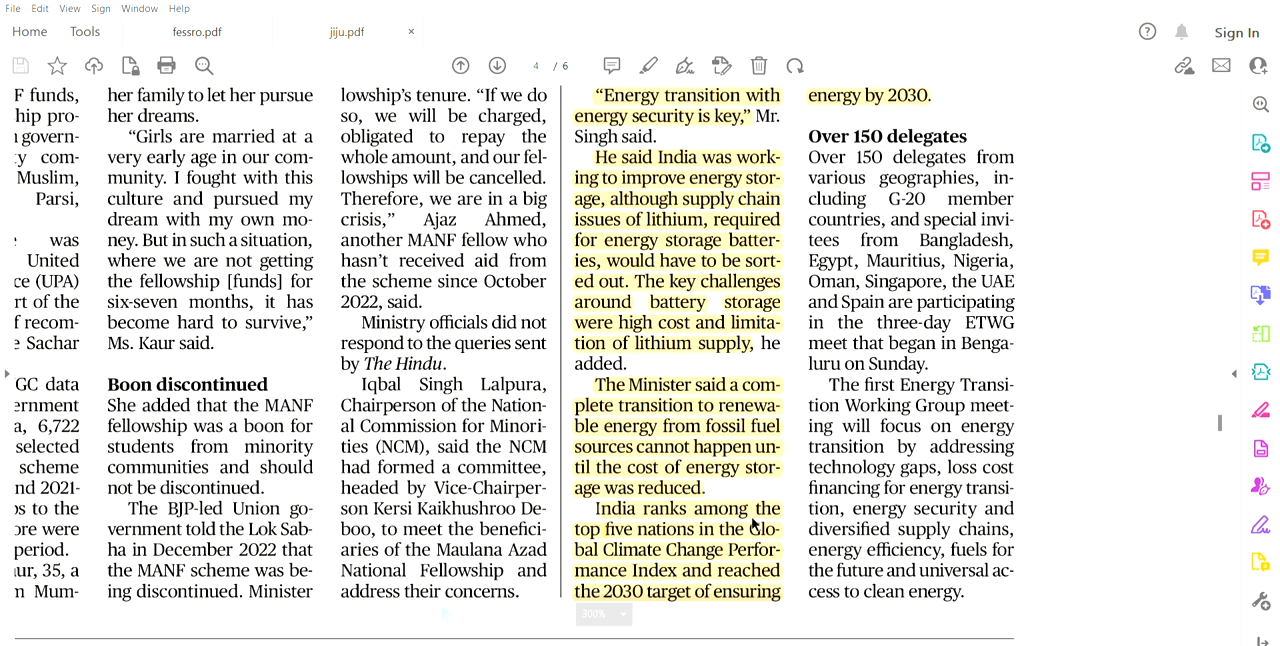 File Edit View Sign Window Help
Home Tools fessro.pdf jiju.pdf × Sign In
4 / 6
F funds,
hip pro-
govern-
y com-
Muslim,
Parsi,
was
United
ce (UPA)
rt of the
f recom-
e Sachar
GC data
ernment
a, 6,722
selected
scheme
nd 2021-
s to the
ore were
period.
ur, 35, a
n Mum-
her family to let her pursue
her dreams.
“Girls are married at a
very early age in our com-
munity. I fought with this
culture and pursued my
dream with my own mo-
ney. But in such a situation,
where we are not getting
the fellowship [funds] for
six-seven months, it has
become hard to survive,”
Ms. Kaur said.
Boon discontinued
She added that the MANF
fellowship was a boon for
students from minority
communities and should
not be discontinued.
The BJP-led Union go-
vernment told the Lok Sab-
ha in December 2022 that
the MANF scheme was be-
ing discontinued. Minister
lowship’s tenure. “If we do
so, we will be charged,
obligated to repay the
whole amount, and our fel-
lowships will be cancelled.
Therefore, we are in a big
crisis,” Ajaz Ahmed,
another MANF fellow who
hasn’t received aid from
the scheme since October
2022, said.
Ministry officials did not
respond to the queries sent
by The Hindu.
Iqbal Singh Lalpura,
Chairperson of the Nation-
al Commission for Minori-
ties (NCM), said the NCM
had formed a committee,
headed by Vice-Chairper-
son Kersi Kaikhushroo De-
boo, to meet the benefici-
aries of the Maulana Azad
National Fellowship and
address their concerns.
“Energy transition with
energy security is key,” Mr.
Singh said.
He said India was work-
ing to improve energy stor-
age, although supply chain
issues of lithium, required
for energy storage batter-
ies, would have to be sort-
ed out. The key challenges
around battery storage
were high cost and limita-
tion of lithium supply, he
added.
The Minister said a com-
plete transition to renewa-
ble energy from fossil fuel
sources cannot happen un-
til the cost of energy stor-
age was reduced.
India ranks among the
top five nations in the Glo-
bal Climate Change Perfor-
mance Index and reached
the 2030 target of ensuring
300%
energy by 2030.
Over 150 delegates
Over 150 delegates from
various geographies, in-
cluding G-20 member
countries, and special invi-
tees from Bangladesh,
Egypt, Mauritius, Nigeria,
Oman, Singapore, the UAE
and Spain are participating
in the three-day ETWG
meet that began in Benga-
luru on Sunday.
The first Energy Transi-
tion Working Group meet-
ing will focus on energy
transition by addressing
technology gaps, loss cost
financing for energy transi-
tion, energy security and
diversified supply chains,
energy efficiency, fuels for
the future and universal ac-
cess to clean energy.